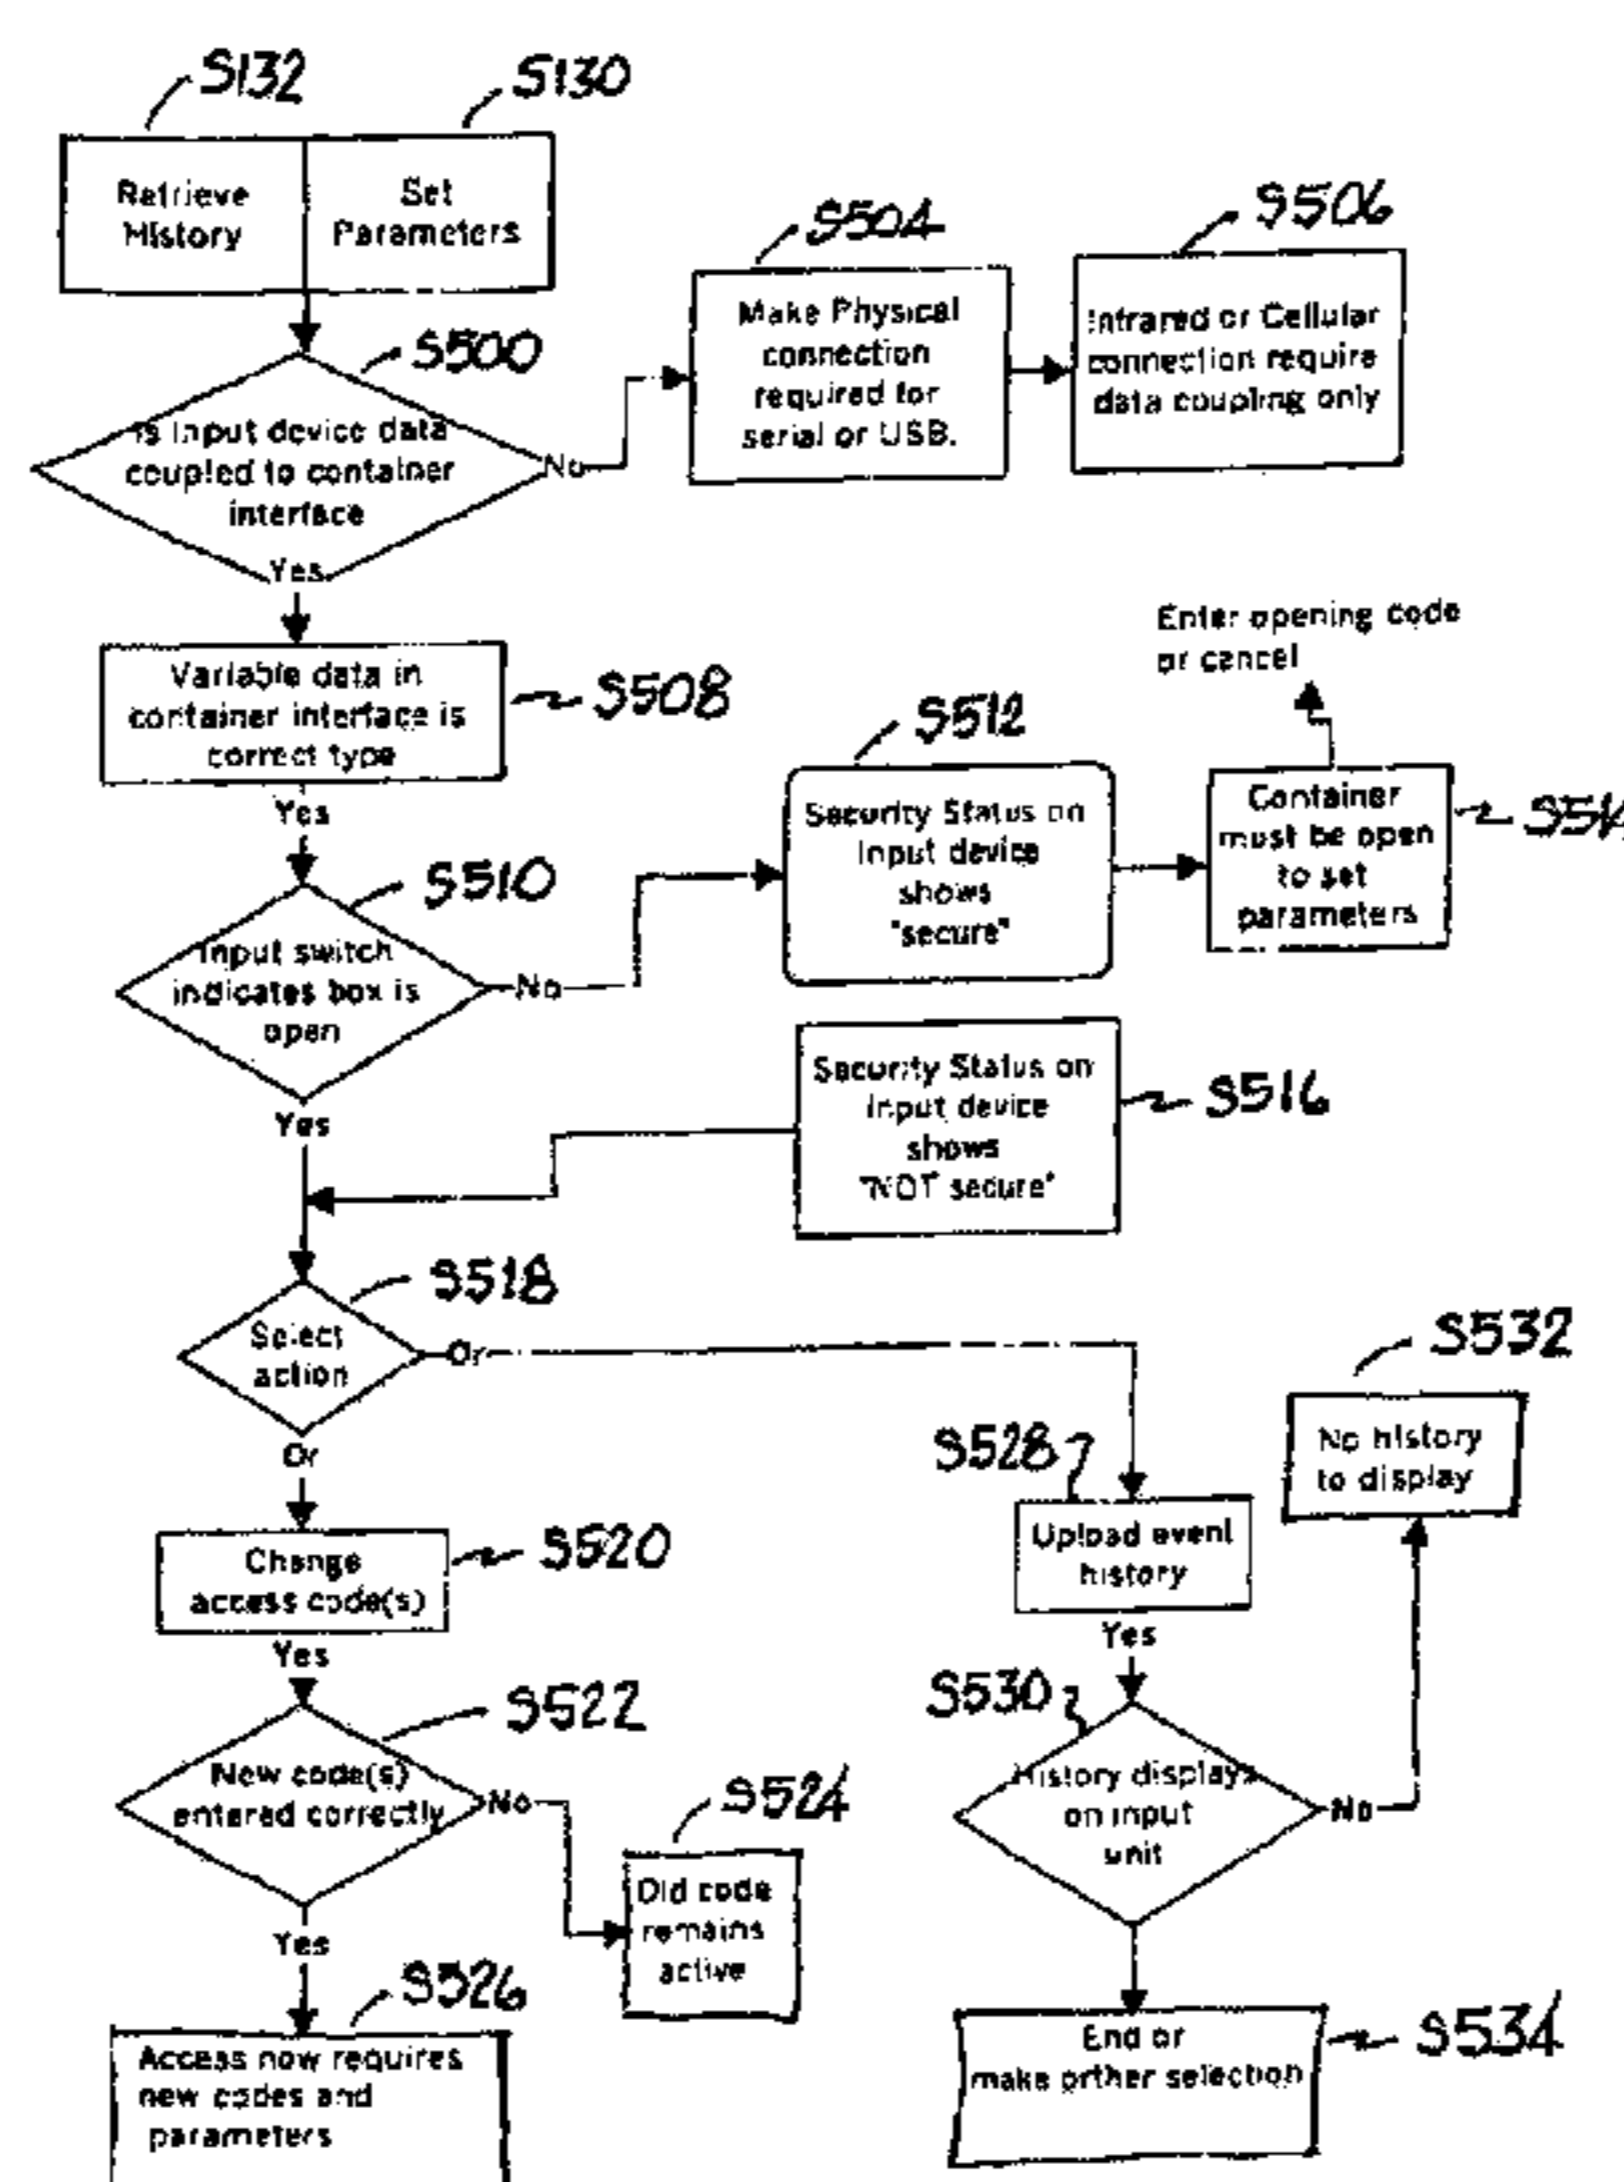 S132
S130
Retrieve
History
Set
Parameters
S504
S506
Make Physical
connection
required for
serial or USB.
Infrared or Cellular
connection require
data coupling only
S500
Is Input device data
coupled to container
interface
No
Yes
Enter opening code
or cancel
Variable data in
container interface is
correct type
S508
Yes
S512
Security Status on
Input device
shows
"secure"
Container
must be open
to set
parameters
S510
Input switch
indicates box is
open
No
Yes
Security Status on
Input device
shows
"NOT secure"
S516
S518
Select
action
Or
Or
S532
No history
to display
S528
Upload event
history
Yes
Change
access code(s)
S520
Yes
S522
New code(s)
entered correctly
No
Yes
S524
Old code
remains
active
S530
History displays
on input
unit
No
S526
Access now requires
new codes and
parameters
End or
make orther selection
S534